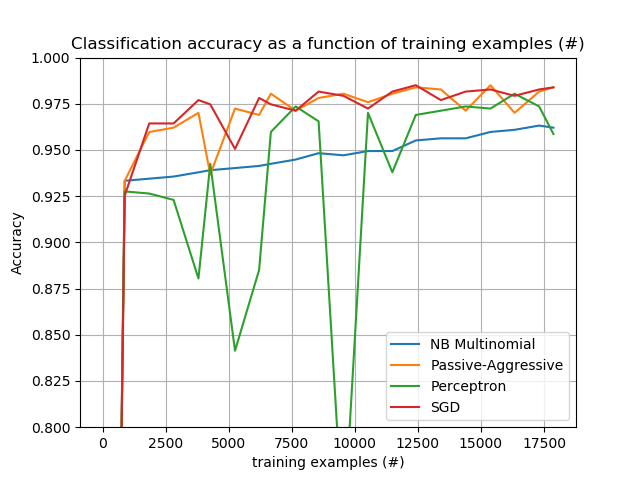 Classification accuracy as a function of training examples (#)
1.000
0.975
0.950
0.925
0.900
0.875
0.850
0.825
0.800
Accuracy
NB Multinomial
Passive-Aggressive
Perceptron
SGD
0 2500 5000 7500 10000 12500 15000 17500
training examples (#)